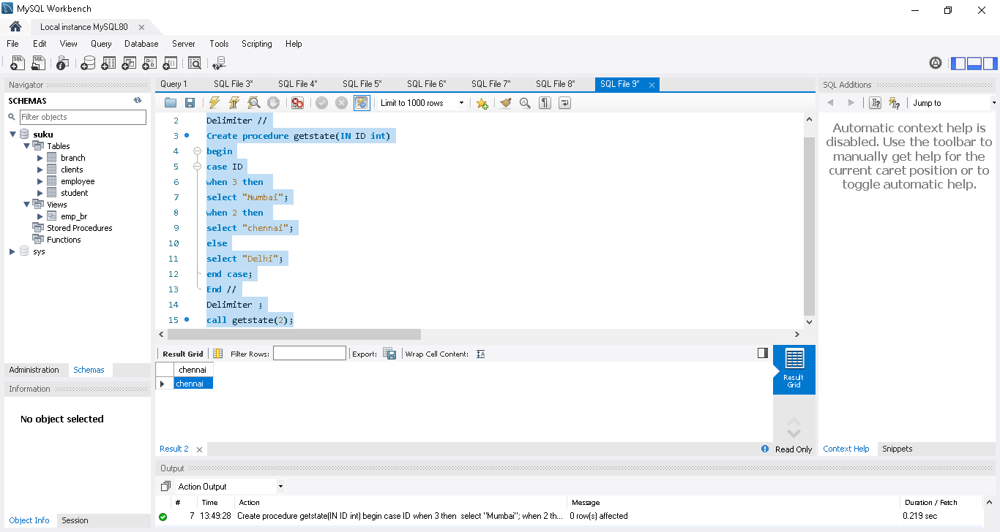 MySQL Workbench
Local instance MySQL80
File Edit View Query Database Server Tools Scripting Help
Navigator
SCHEMAS
Filter objects
suku
Tables
branch
clients
employee
student
Views
emp_br
Stored Procedures
Functions
sys
Administration Schemas
Information
No object selected
Object Info Session
Query 1 SQL File 3* SQL File 4* SQL File 5* SQL File 6* SQL File 7* SQL File 8* SQL File 9*
Limit to 1000 rows
2 Delimiter //
3 Create procedure getstate(IN ID int)
4 begin
5 case ID
6 when 3 then
7 select "Mumbai";
8 when 2 then
9 select "chennai";
10 else
11 select "Delhi";
12 end case;
13 End //
14 Delimiter ;
15 call getstate(2);
Result Grid Filter Rows: Export: Wrap Cell Content:
chennai
chennai
Result
Grid
Result 2 Read Only
Output
Action Output
# Time Action Message Duration / Fetch
7 13:49:28 Create procedure getstate(IN ID int) begin case ID when 3 then select "Mumbai"; when 2 th... 0 row(s) affected 0.219 sec
SQL Additions
Jump to
Automatic context help is
disabled. Use the toolbar to
manually get help for the
current caret position or to
toggle automatic help.
Context Help Snippets